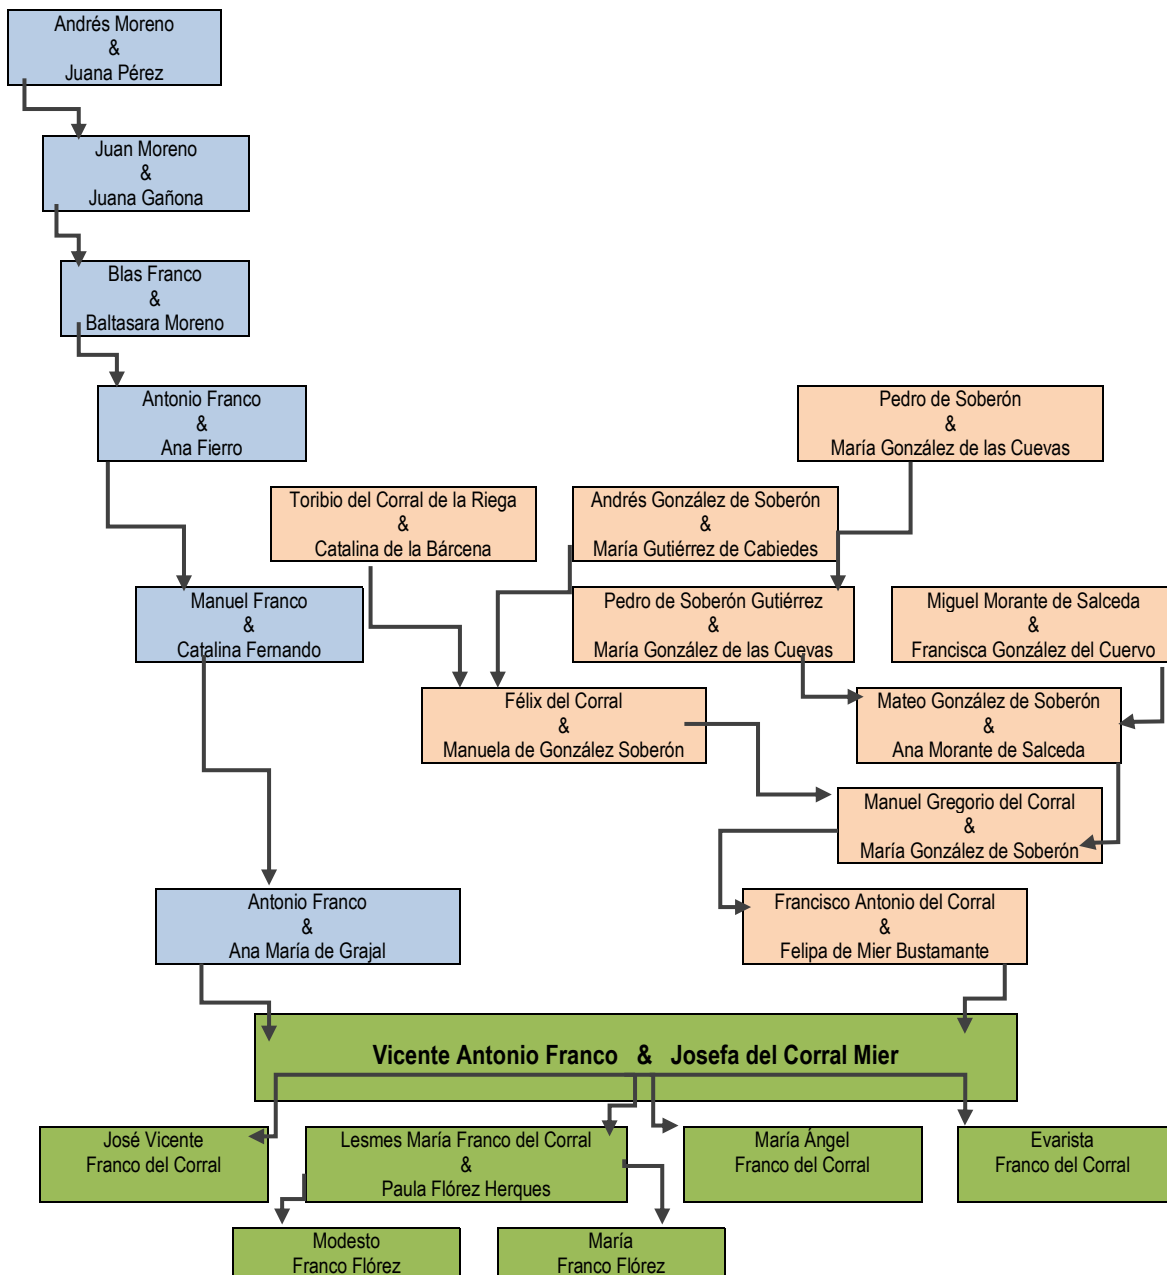 Andrés Moreno
&
Juana Pérez
Juan Moreno
&
Juana Gañona
Blas Franco
&
Baltasara Moreno
Antonio Franco
&
Ana Fierro
Pedro de Soberón
&
María González de las Cuevas
Toribio del Corral de la Riega
&
Catalina de la Bárcena
Andrés González de Soberón
&
María Gutiérrez de Cabiedes
Manuel Franco
&
Catalina Fernando
Pedro de Soberón Gutiérrez
&
María González de las Cuevas
Miguel Morante de Salceda
&
Francisca González del Cuervo
Félix del Corral
&
Manuela de González Soberón
Mateo González de Soberón
&
Ana Morante de Salceda
Manuel Gregorio del Corral
&
María González de Soberón
Antonio Franco
&
Ana María de Grajal
Francisco Antonio del Corral
&
Felipa de Mier Bustamante
Vicente Antonio Franco & Josefa del Corral Mier
José Vicente
Franco del Corral
Lesmes María Franco del Corral
&
Paula Flórez Herques
María Ángel
Franco del Corral
Evarista
Franco del Corral
Modesto
Franco Flórez
María
Franco Flórez